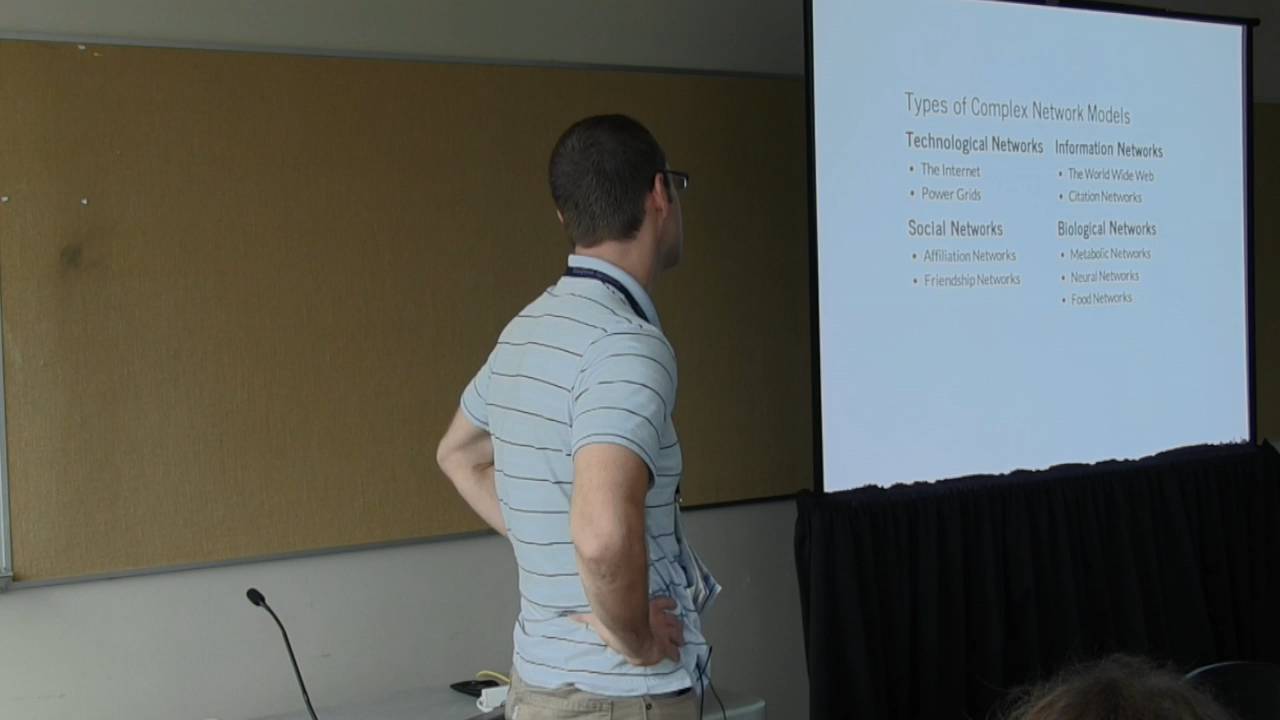 Types of Complex Network Models
Technological Networks
• The Internet
• Power Grids
Information Networks
• The World Wide Web
• Citation Networks
Social Networks
• Affiliation Networks
• Friendship Networks
Biological Networks
• Metabolic Networks
• Neural Networks
• Food Networks